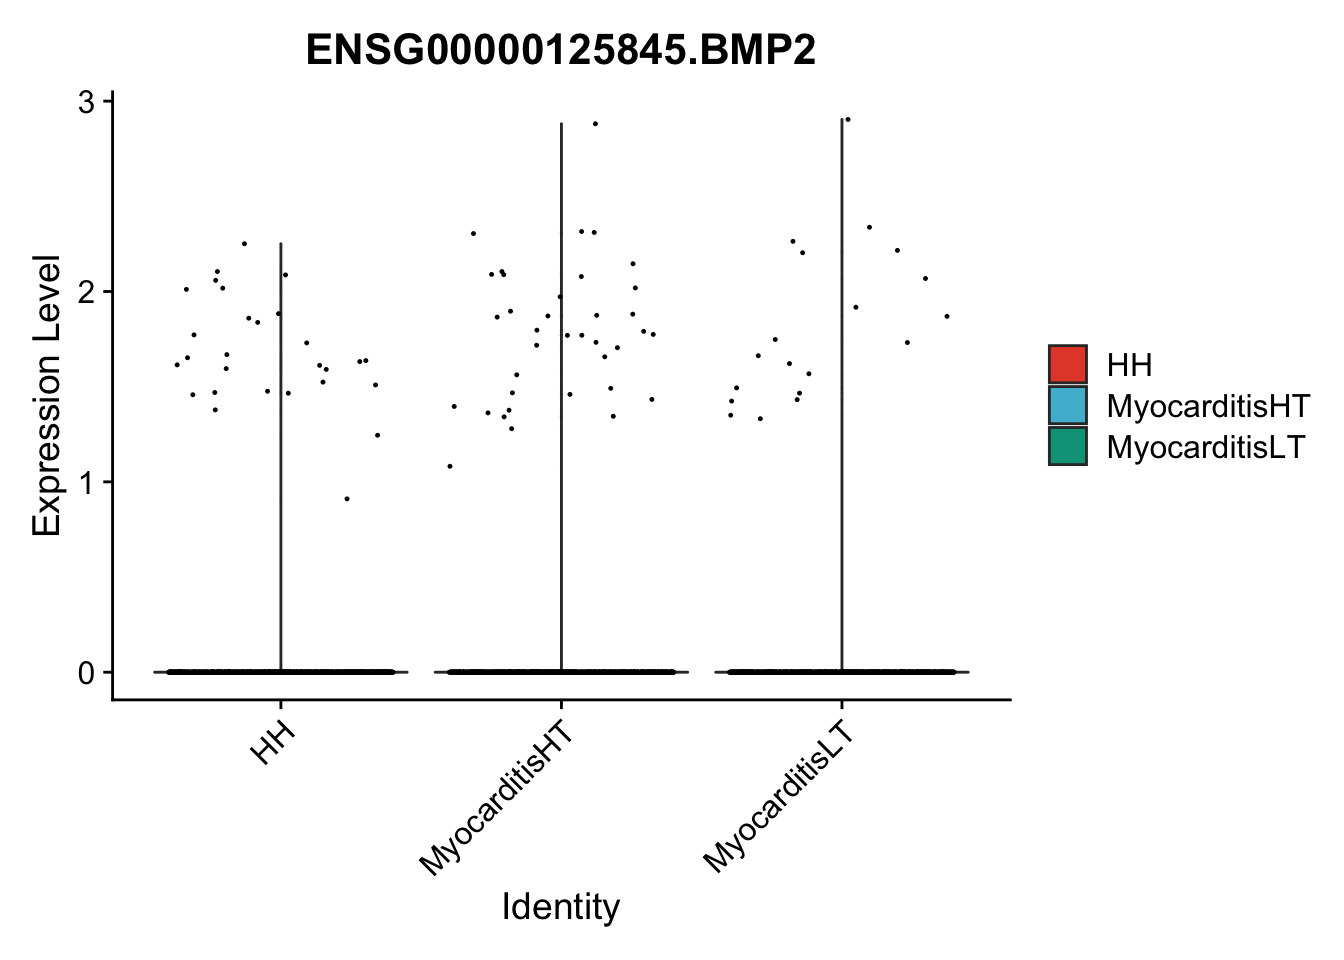 ENSG00000125845.BMP2
3
2
1
0
Expression Level
HH
MyocarditisHT
MyocarditisLT
Identity
HH
MyocarditisHT
MyocarditisLT